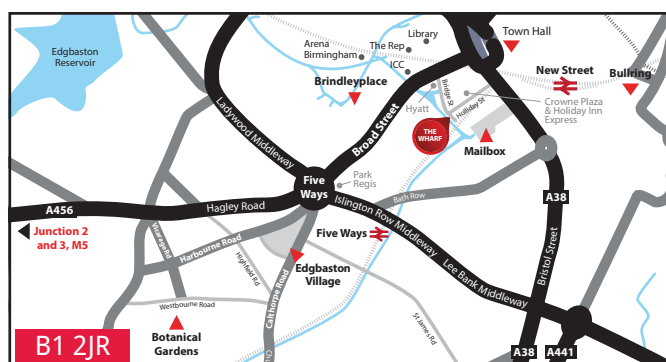 Edgbaston
Reservoir
Arena
Birmingham
The Rep
Library
ICC
Town Hall
Brindleyplace
New Street
Bullring
Hyatt
Bridge St
Holliday St
Crowne Plaza
& Holiday Inn
Express
THE
WHARF
Mailbox
Ladywood Middleway
Broad Street
Five
Ways
Park
Regis
Bath Row
A38
A456
Hagley Road
Islington Row Middleway
Junction 2
and 3, M5
Vicarage Rd
Harbourne Road
Highfield Rd
Five Ways
Edgbaston
Village
Calthorpe Road
Lee Bank Middleway
Bristol Street
Westbourne Road
St James Rd
Botanical
Gardens
B1 2JR
A38
A441